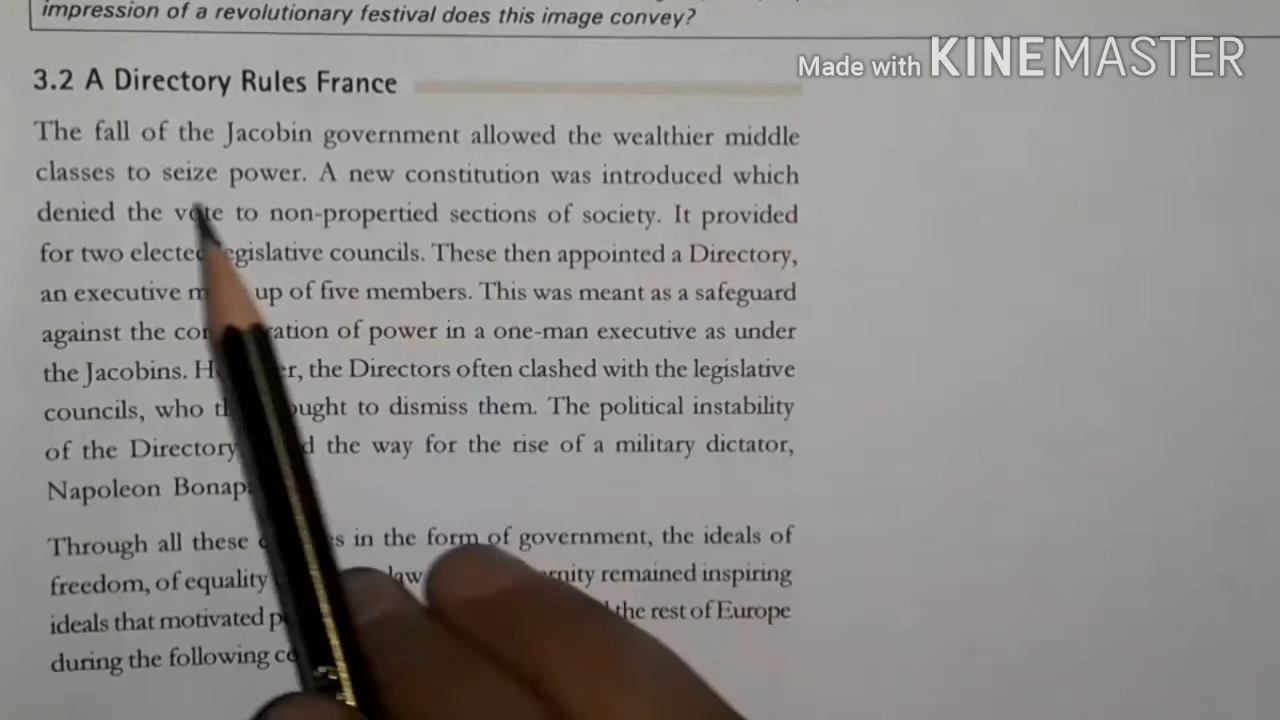 impression of a revolutionary festival does this image convey?
Made with KINEMASTER
3.2 A Directory Rules France
The fall of the Jacobin government allowed the wealthier middle
classes to seize power. A new constitution was introduced which
denied the vote to non-propertied sections of society. It provided
for two elected legislative councils. These then appointed a Directory,
an executive up of five members. This was meant as a safeguard
against the of power in a one-man executive as under
the Jacobins. the Directors often clashed with the legislative
councils, who to dismiss them. The political instability
of the Directory the way for the rise of a military dictator,
Napoleon
Through all these in the form of government, the ideals of
freedom, of equality law remained inspiring
ideals that motivated the rest of Europe
during the following